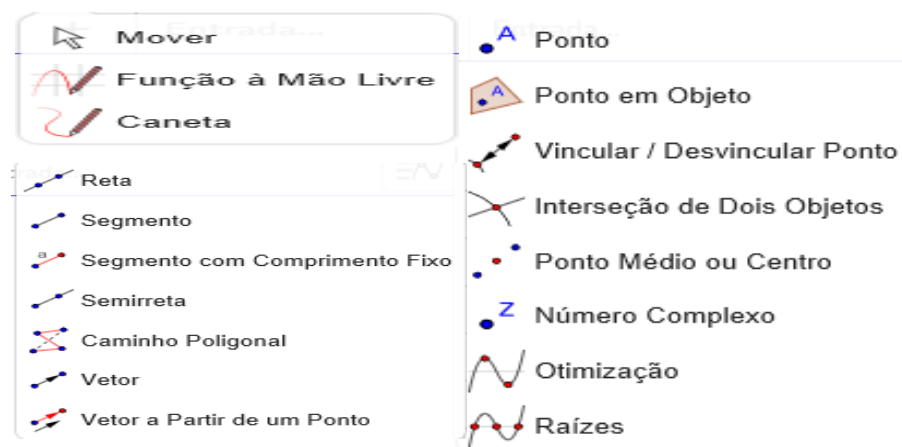 Entrada...
Mover
Função à Mão Livre
Caneta
Reta
Segmento
a
Segmento com Comprimento Fixo
Semirreta
Caminho Poligonal
Vetor
Vetor a Partir de um Ponto
Entrada...
A
Ponto
A
Ponto em Objeto
Vincular / Desvincular Ponto
Interseção de Dois Objetos
Ponto Médio ou Centro
Z
Número Complexo
Otimização
Raízes